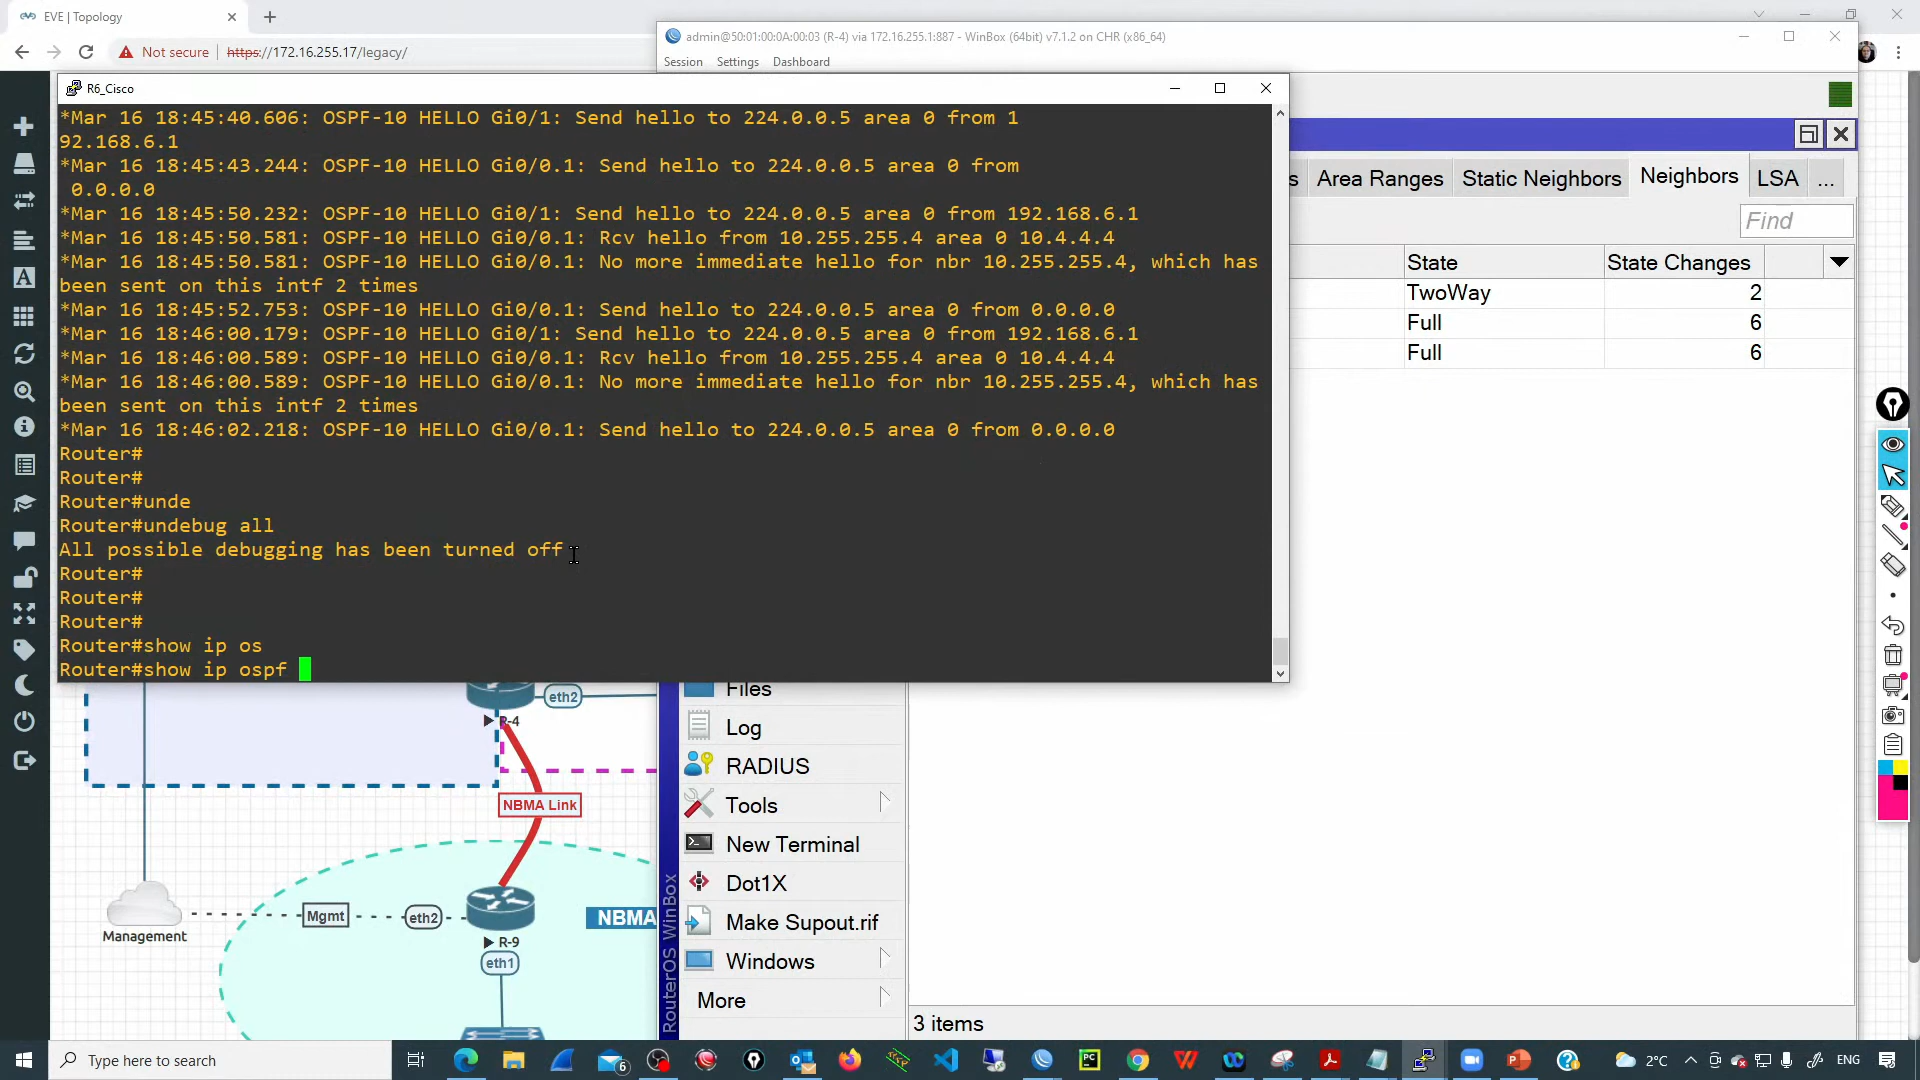 EVE | Topology
Not secure
https://172.16.255.17/legacy/
admin@50:01:00:0A:00:03 (R-4) via 172.16.255.1:887 - WinBox (64bit) v7.1.2 on CHR (x86_64)
Session Settings Dashboard
R6_Cisco
*Mar 16 18:45:40.606: OSPF-10 HELLO Gi0/1: Send hello to 224.0.0.5 area 0 from 1
92.168.6.1
*Mar 16 18:45:43.244: OSPF-10 HELLO Gi0/0.1: Send hello to 224.0.0.5 area 0 from
0.0.0.0
*Mar 16 18:45:50.232: OSPF-10 HELLO Gi0/1: Send hello to 224.0.0.5 area 0 from 192.168.6.1
*Mar 16 18:45:50.581: OSPF-10 HELLO Gi0/0.1: Rcv hello from 10.255.255.4 area 0 10.4.4.4
*Mar 16 18:45:50.581: OSPF-10 HELLO Gi0/0.1: No more immediate hello for nbr 10.255.255.4, which has
been sent on this intf 2 times
*Mar 16 18:45:52.753: OSPF-10 HELLO Gi0/0.1: Send hello to 224.0.0.5 area 0 from 0.0.0.0
*Mar 16 18:46:00.179: OSPF-10 HELLO Gi0/1: Send hello to 224.0.0.5 area 0 from 192.168.6.1
*Mar 16 18:46:00.589: OSPF-10 HELLO Gi0/0.1: Rcv hello from 10.255.255.4 area 0 10.4.4.4
*Mar 16 18:46:00.589: OSPF-10 HELLO Gi0/0.1: No more immediate hello for nbr 10.255.255.4, which has
been sent on this intf 2 times
*Mar 16 18:46:02.218: OSPF-10 HELLO Gi0/0.1: Send hello to 224.0.0.5 area 0 from 0.0.0.0
Router#
Router#
Router#unde
Router#undebug all
All possible debugging has been turned off
Router#
Router#
Router#
Router#show ip os
Router#show ip ospf
s Area Ranges Static Neighbors Neighbors LSA ...
Find
State State Changes
TwoWay 2
Full 6
Full 6
eth2
R-4
NBMA Link
Management
Mgmt
eth2
R-9
eth1
NBMA
RouterOS WinBox
Files
Log
RADIUS
Tools
New Terminal
Dot1X
Make Supout.rif
Windows
More
3 items
Type here to search
6
2°C
ENG